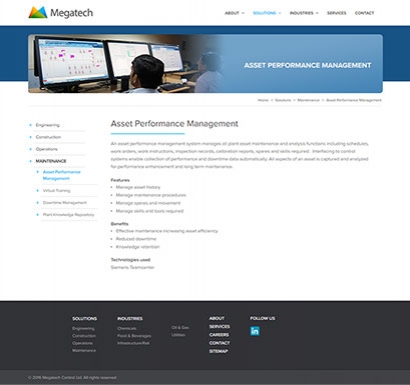 Megatech
ABOUT
SOLUTIONS
INDUSTRIES
SERVICES
CONTACT
ASSET PERFORMANCE MANAGEMENT
Home > Solutions > Maintenance > Asset Performance Management
Engineering
Construction
Operations
MAINTENANCE
Asset Performance
Management
Virtual Training
Downtime Management
Plant Knowledge Repository
Asset Performance Management
An asset performance management system manages all plant asset maintenance and analysis functions including schedules,
work orders, work instructions, inspection records, calibration reports, spares and skills required. Interfacing to control
systems enable collection of performance and downtime data automatically. All aspects of an asset is captured and analysed
for performance enhancement and long term maintenance.
Features
• Manage asset history
• Manage maintenance procedures
• Manage spares and movement
• Manage skills and tools required
Benefits
• Effective maintenance increasing asset efficiency
• Reduced downtime
• Knowledge retention
Technologies used
Siemens Teamcenter
SOLUTIONS
Engineering
Construction
Operations
Maintenance
INDUSTRIES
Chemicals
Food & Beverages
Infrastructure/Rail
Oil & Gas
Utilities
ABOUT
SERVICES
CAREERS
CONTACT
SITEMAP
FOLLOW US
in
© 2016 Megatech Control Ltd. All rights reserved